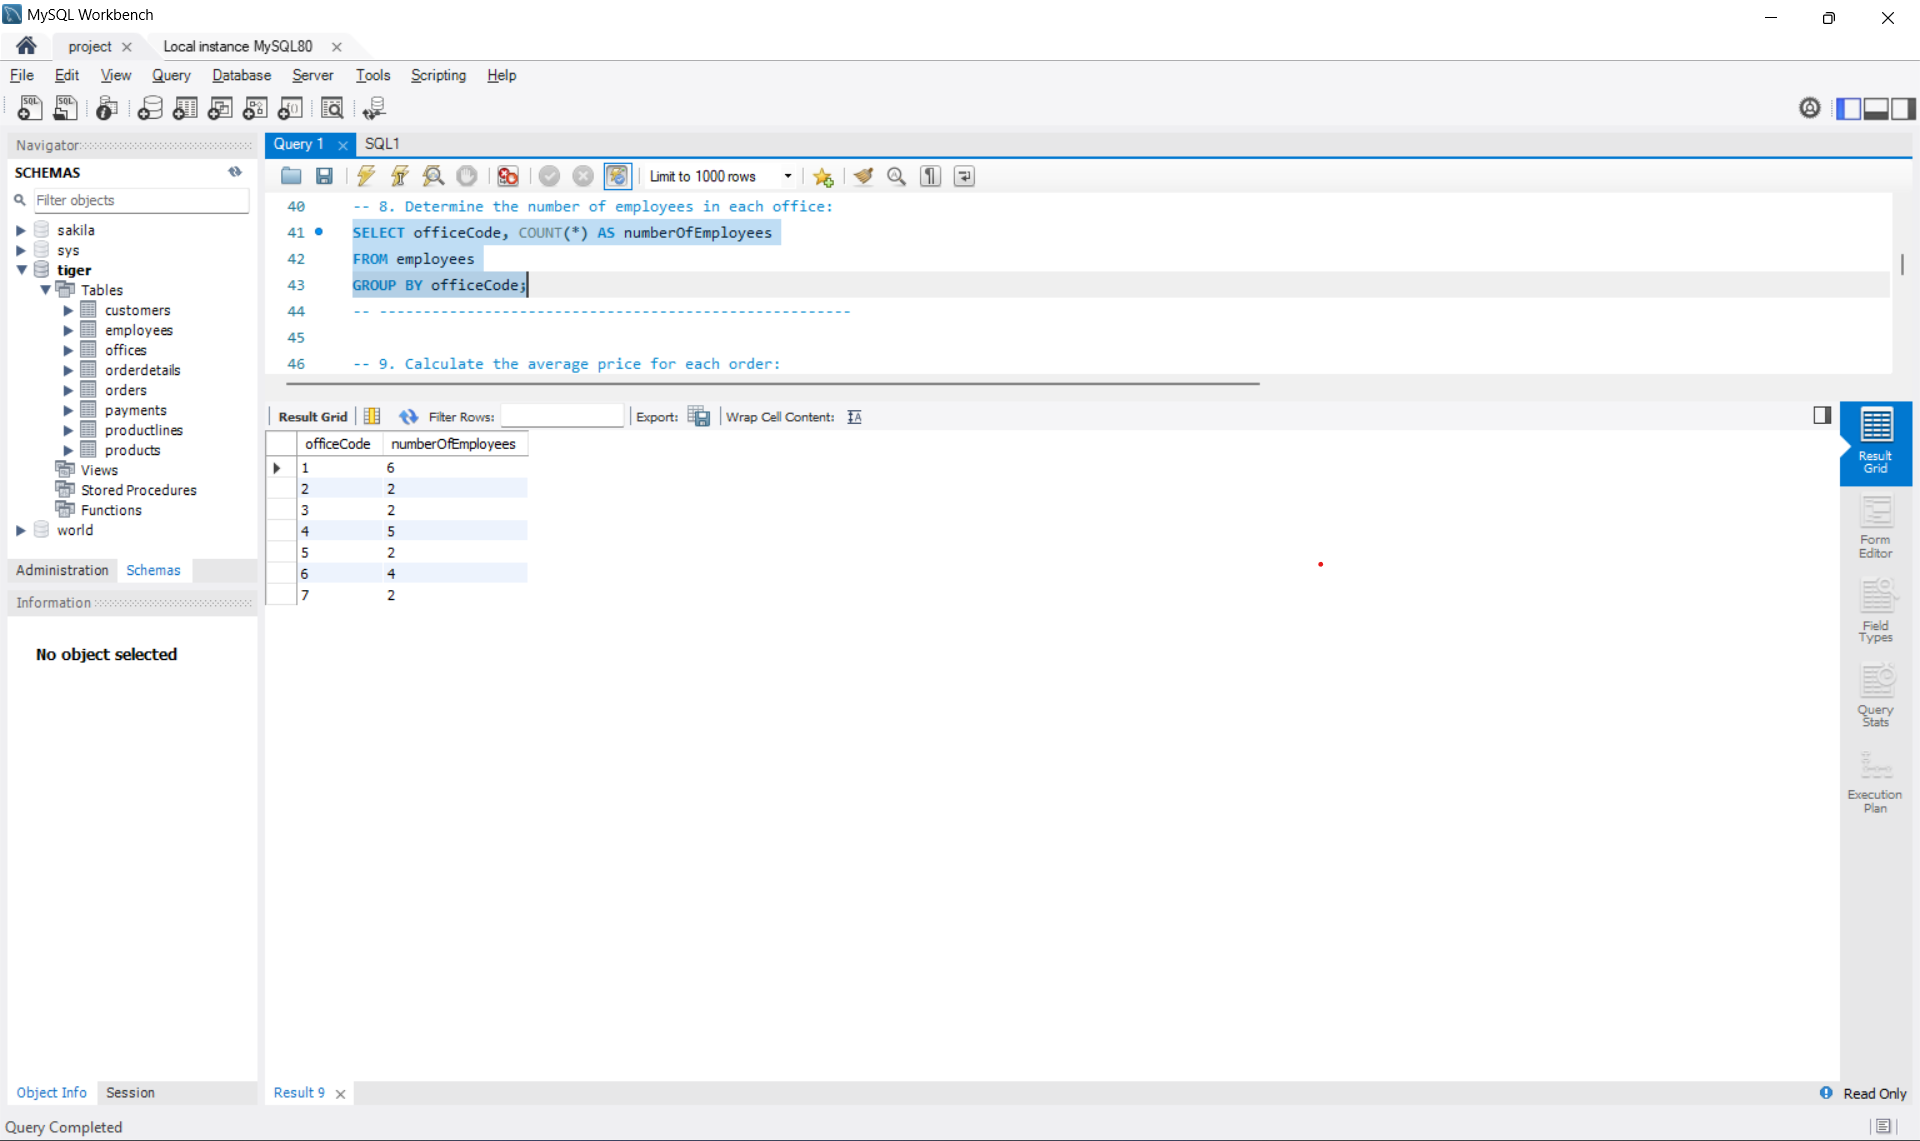 MySQL Workbench
project
Local instance MySQL80
File Edit View Query Database Server Tools Scripting Help
Navigator
SCHEMAS
Filter objects
sakila
sys
tiger
Tables
customers
employees
offices
orderdetails
orders
payments
productlines
products
Views
Stored Procedures
Functions
world
Administration Schemas
Information
No object selected
Object Info Session
Query 1 SQL1
Limit to 1000 rows
40 -- 8. Determine the number of employees in each office:
41 SELECT officeCode, COUNT(*) AS numberOfEmployees
42 FROM employees
43 GROUP BY officeCode;
44 -- ------------------------------------------------------
45
46 -- 9. Calculate the average price for each order:
Result Grid Filter Rows: Export: Wrap Cell Content:
officeCode numberOfEmployees
1 6
2 2
3 2
4 5
5 2
6 4
7 2
Result
Grid
Form
Editor
Field
Types
Query
Stats
Execution
Plan
Result 9
Read Only
Query Completed